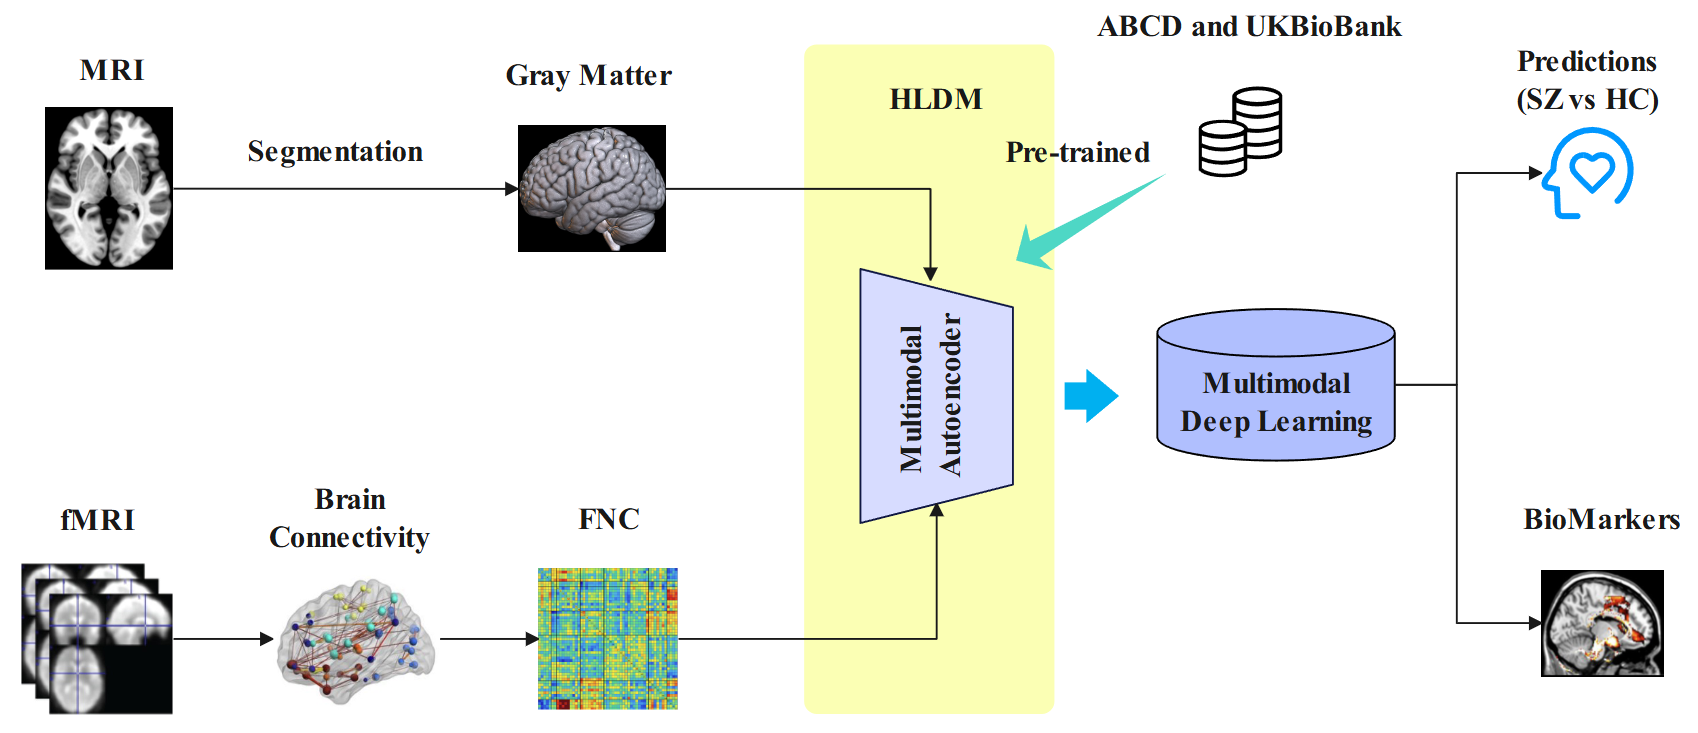 ABCD and UKBioBank
MRI
Gray Matter
HLDM
Predictions
(SZ vs HC)
Segmentation
Pre-trained
Multimodal
Autoencoder
Multimodal
Deep Learning
fMRI
Brain
Connectivity
FNC
BioMarkers